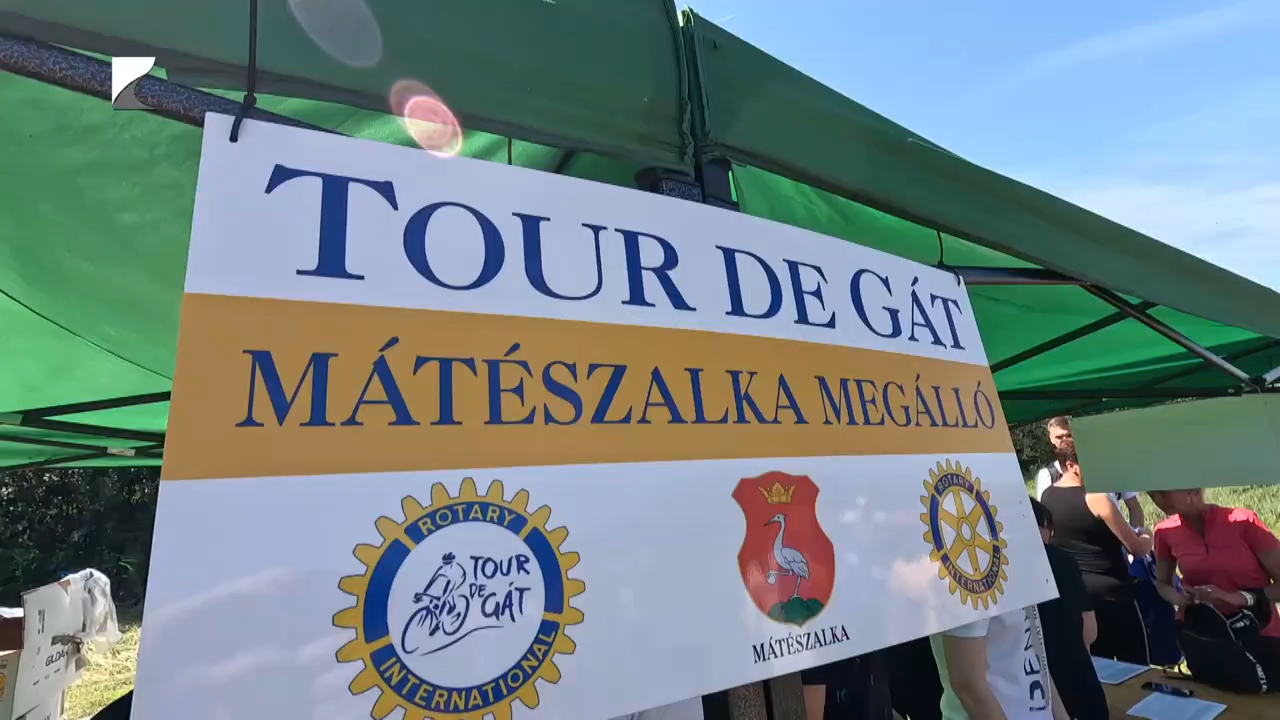 TOUR DE GÁT
MÁTÉSZALKA MEGÁLLÓ
ROTARY
TOUR
DE
GÁT
INTERNATIONAL
MÁTÉSZALKA
ROTARY
INTERNATIONAL